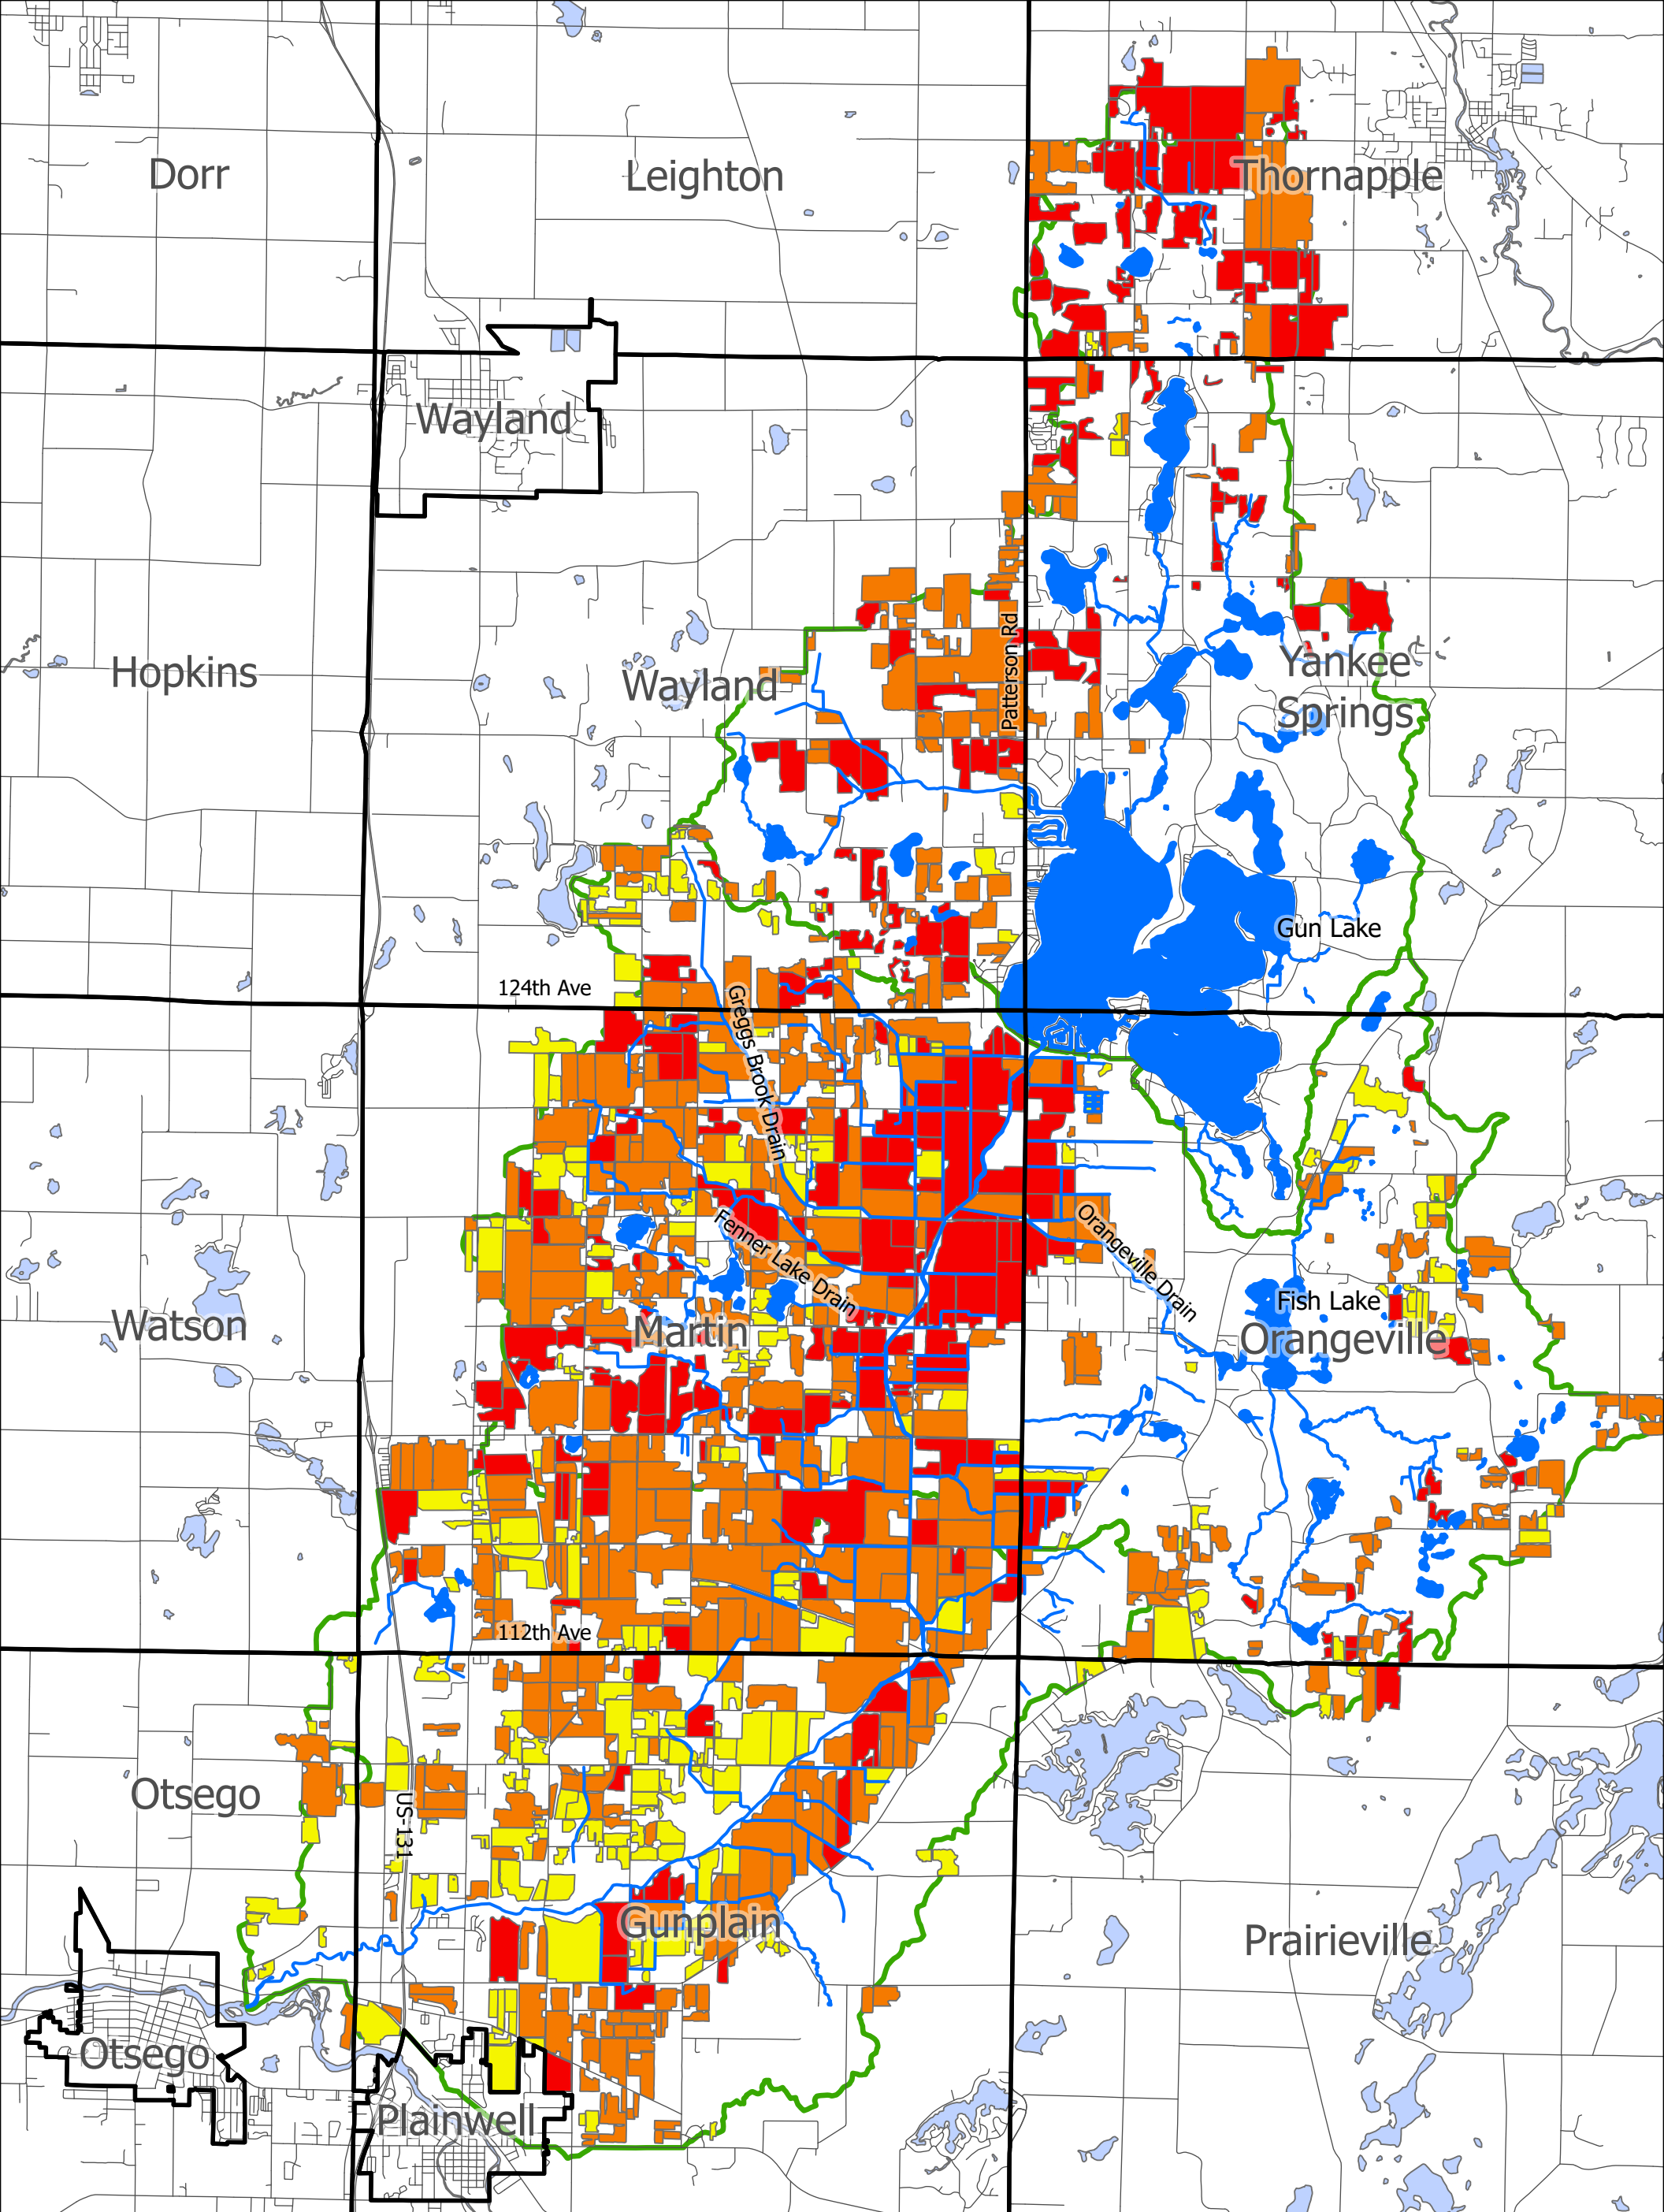 Dorr
Leighton
Thornapple
Wayland
Hopkins
Wayland
Patterson Rd
Yankee
Springs
Gun Lake
124th Ave
Greggs Brook Drain
Fenner Lake Drain
Orangeville Drain
Fish Lake
Watson
Martin
Orangeville
112th Ave
Otsego
US-131
Gunplain
Prairieville
Otsego
Plainwell